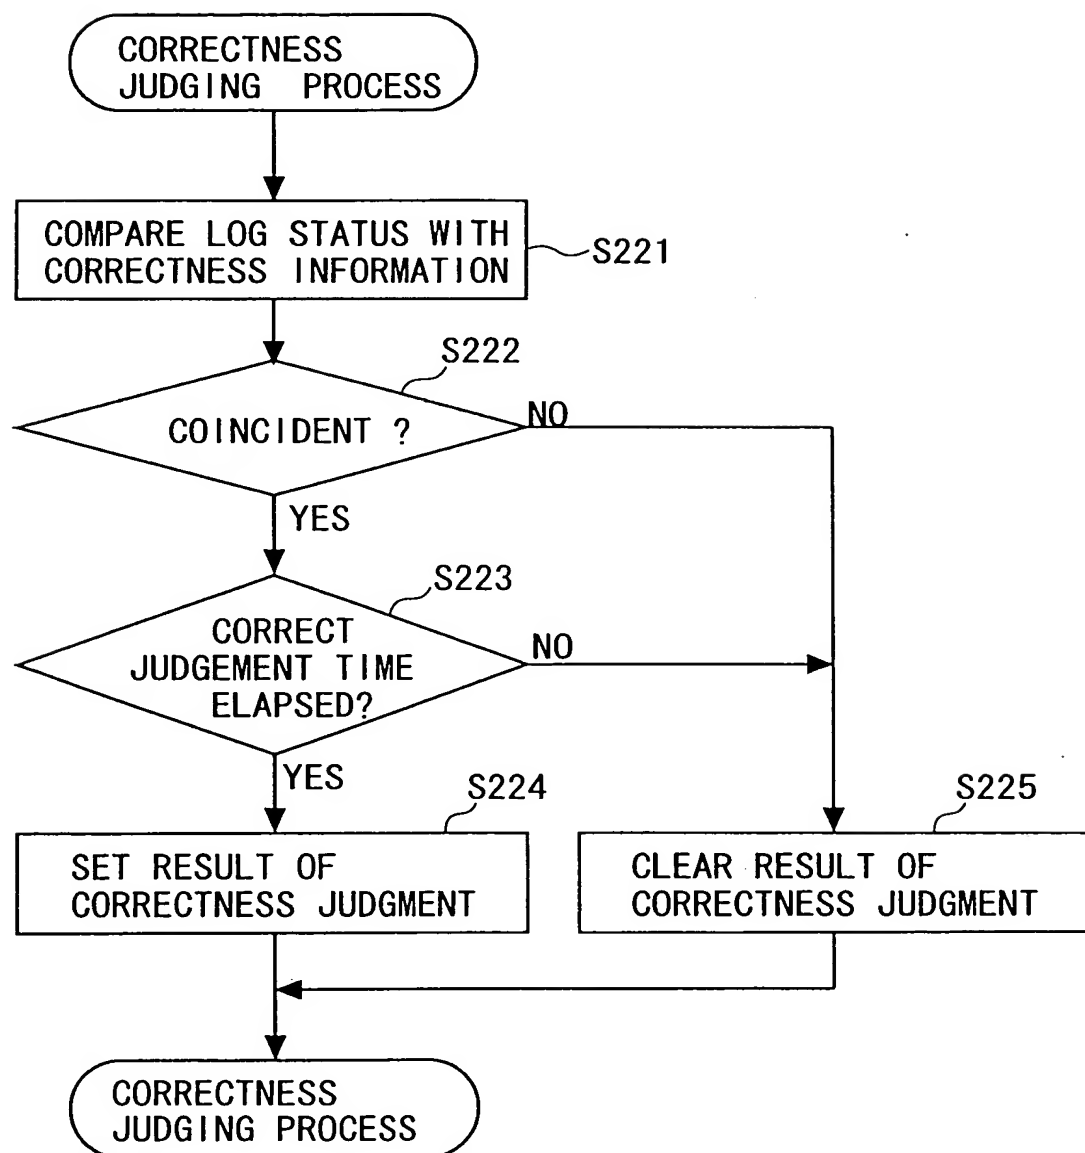 CORRECTNESS
JUDGING PROCESS
COMPARE LOG STATUS WITH
CORRECTNESS INFORMATION
S221
S222
COINCIDENT ?
NO
YES
S223
CORRECT
JUDGEMENT TIME
ELAPSED?
NO
YES
S224
SET RESULT OF
CORRECTNESS JUDGMENT
S225
CLEAR RESULT OF
CORRECTNESS JUDGMENT
CORRECTNESS
JUDGING PROCESS